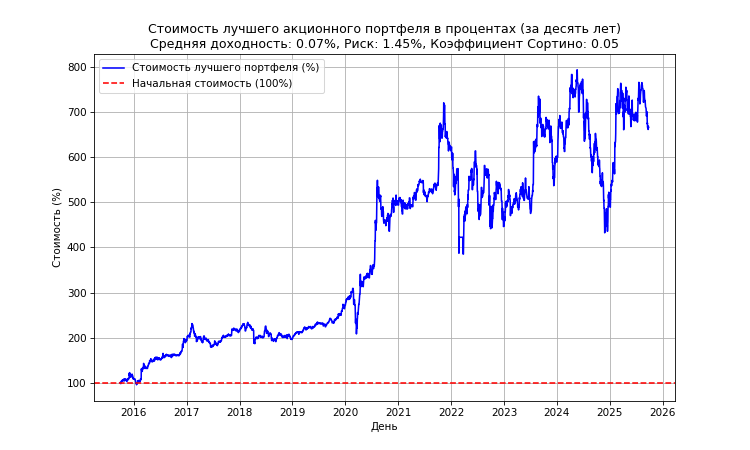 Стоимость лучшего акционного портфеля в процентах (за десять лет)
Средняя доходность: 0.07%, Риск: 1.45%, Коэффициент Сортино: 0.05
Стоимость лучшего портфеля (%)
Начальная стоимость (100%)
Стоимость (%)
800
700
600
500
400
300
200
100
2016 2017 2018 2019 2020 2021 2022 2023 2024 2025 2026
День